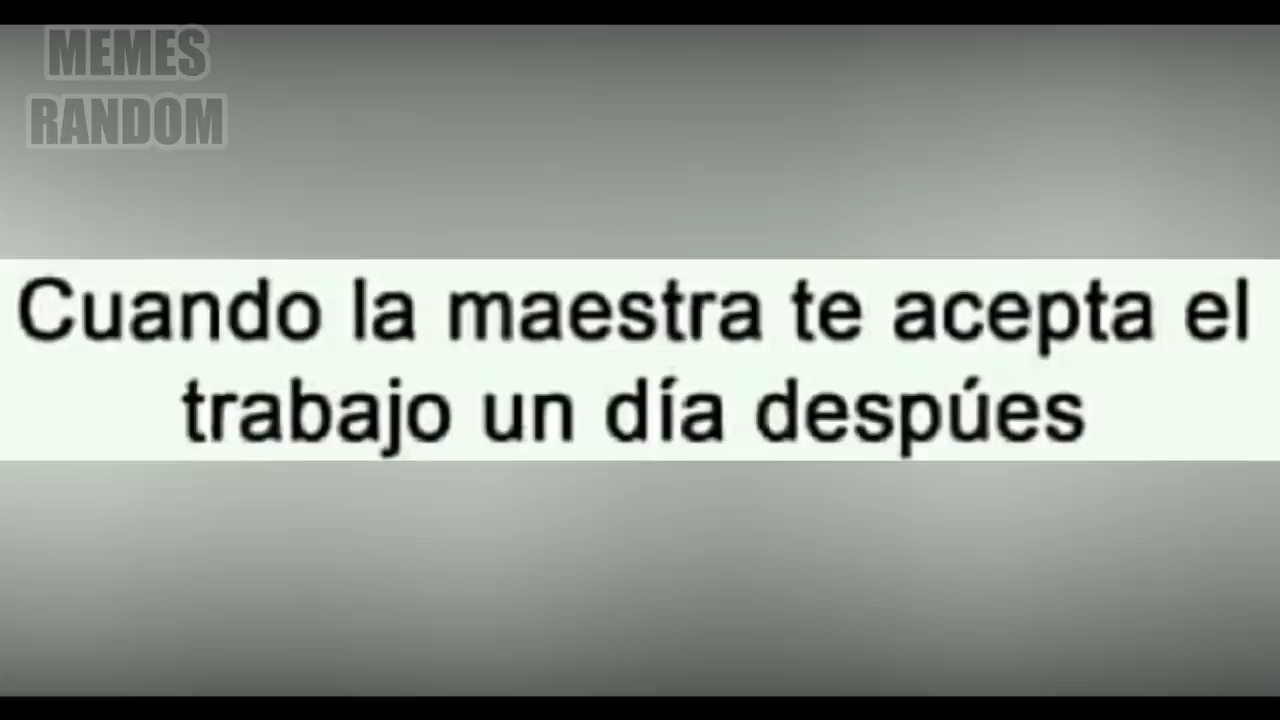 MEMES
RANDOM
Cuando la maestra te acepta el
trabajo un día despúes